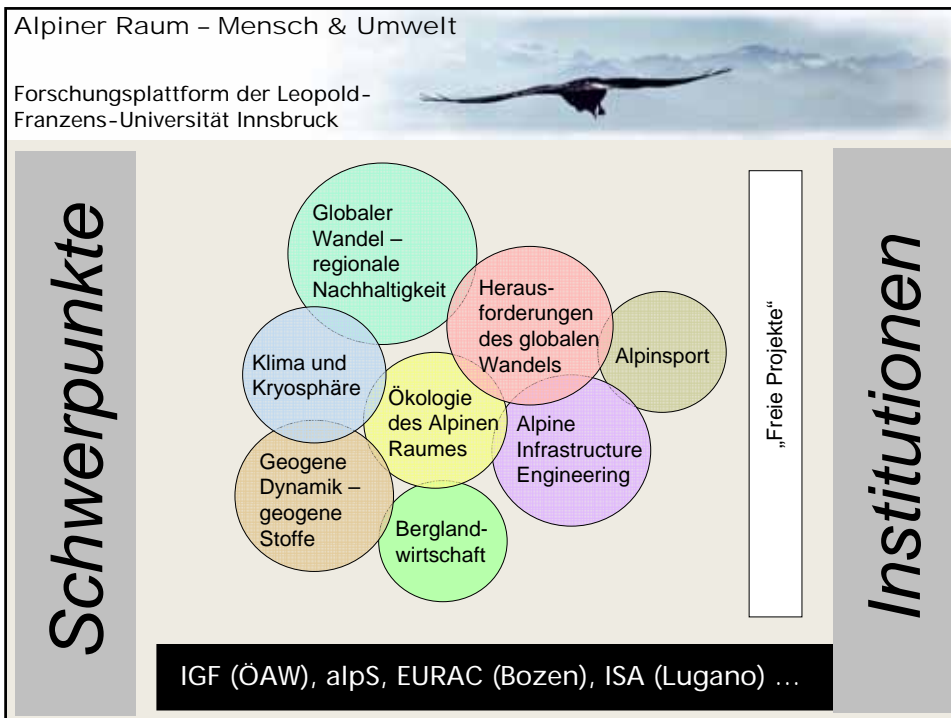 Alpiner Raum – Mensch & Umwelt
Forschungsplattform der Leopold-
Franzens-Universität Innsbruck
Schwerpunkte
Globaler
Wandel –
regionale
Nachhaltigkeit
Heraus-
forderungen
des globalen
Wandels
Alpinsport
Klima und
Kryosphäre
Ökologie
des Alpinen
Raumes
Alpine
Infrastructure
Engineering
Geogene
Dynamik –
geogene
Stoffe
Bergland-
wirtschaft
„Freie Projekte“
Institutionen
IGF (ÖAW), alpS, EURAC (Bozen), ISA (Lugano) ...